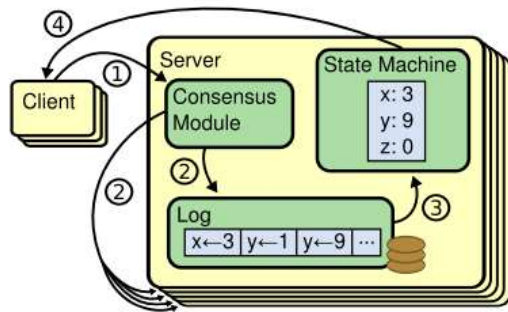 ④
①
Client
Server
Consensus
Module
State Machine
x: 3
y: 9
z: 0
②
②
③
Log
x←3 y←1 y←9 ···